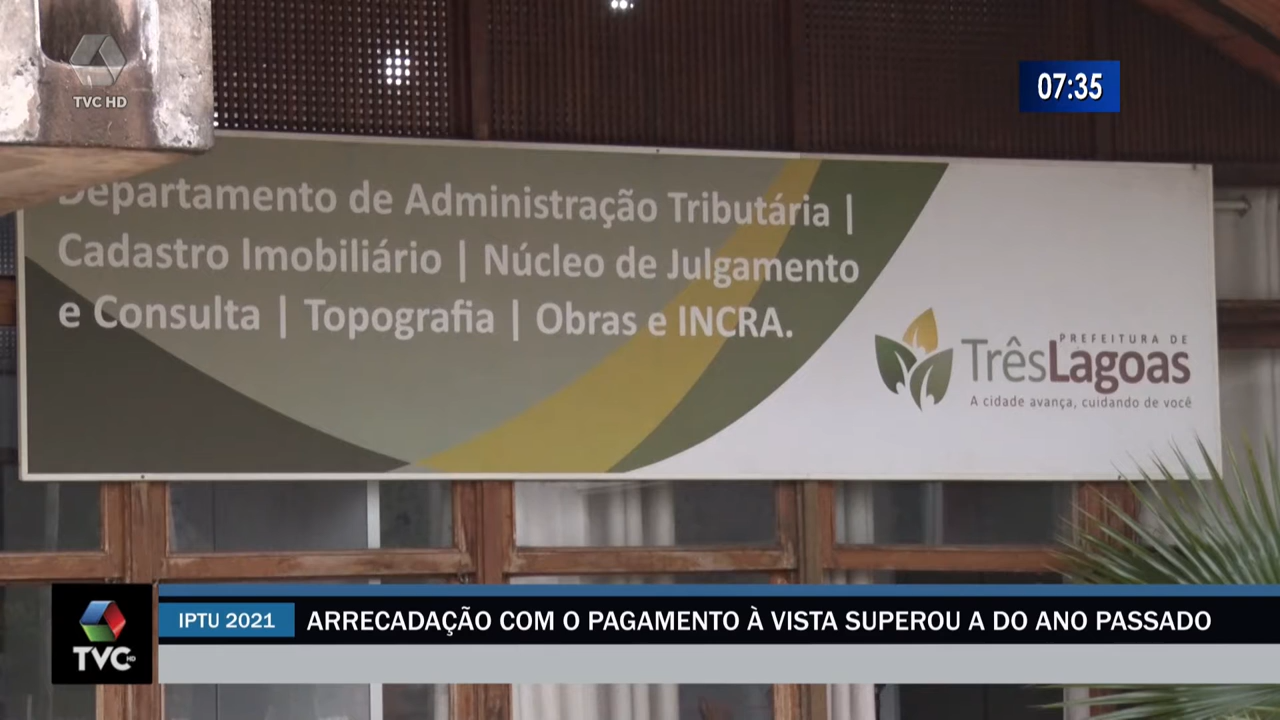 TVC HD
07:35
Departamento de Administração Tributária |
Cadastro Imobiliário | Núcleo de Julgamento
e Consulta | Topografia | Obras e INCRA.
PREFEITURA DE
TrêsLagoas
A cidade avança, cuidando de você
IPTU 2021
ARRECADAÇÃO COM O PAGAMENTO À VISTA SUPEROU A DO ANO PASSADO
TVC HD